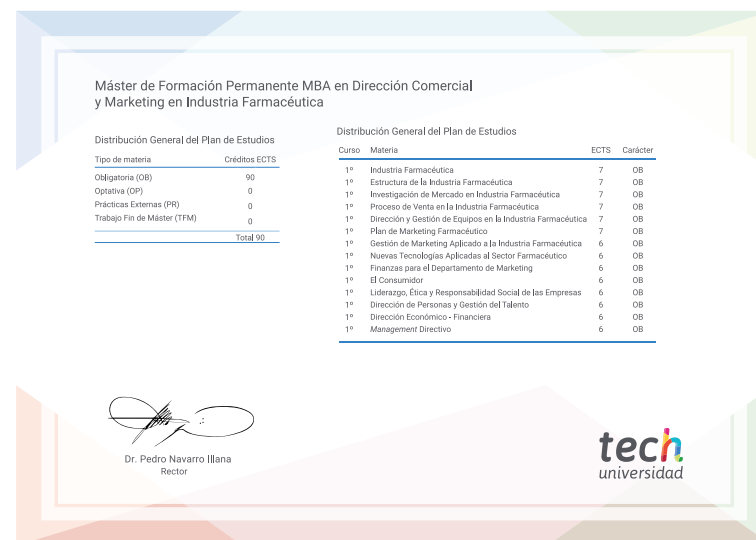 Máster de Formación Permanente MBA en Dirección Comercial
y Marketing en Industria Farmacéutica
Distribución General del Plan de Estudios
Tipo de materia Créditos ECTS
Obligatoria (OB) 90
Optativa (OP) 0
Prácticas Externas (PR) 0
Trabajo Fin de Máster (TFM) 0
Total 90
Distribución General del Plan de Estudios
Curso Materia ECTS Carácter
1º Industria Farmacéutica 7 OB
1º Estructura de la Industria Farmacéutica 7 OB
1º Investigación de Mercado en Industria Farmacéutica 7 OB
1º Proceso de Venta en la Industria Farmacéutica 7 OB
1º Dirección y Gestión de Equipos en la Industria Farmacéutica 7 OB
1º Plan de Marketing Farmacéutico 7 OB
1º Gestión de Marketing Aplicado a la Industria Farmacéutica 6 OB
1º Nuevas Tecnologías Aplicadas al Sector Farmacéutico 6 OB
1º Finanzas para el Departamento de Marketing 6 OB
1º El Consumidor 6 OB
1º Liderazgo, Ética y Responsabilidad Social de las Empresas 6 OB
1º Dirección de Personas y Gestión del Talento 6 OB
1º Dirección Económico - Financiera 6 OB
1º Management Directivo 6 OB
Dr. Pedro Navarro Illana
Rector
tech
universidad